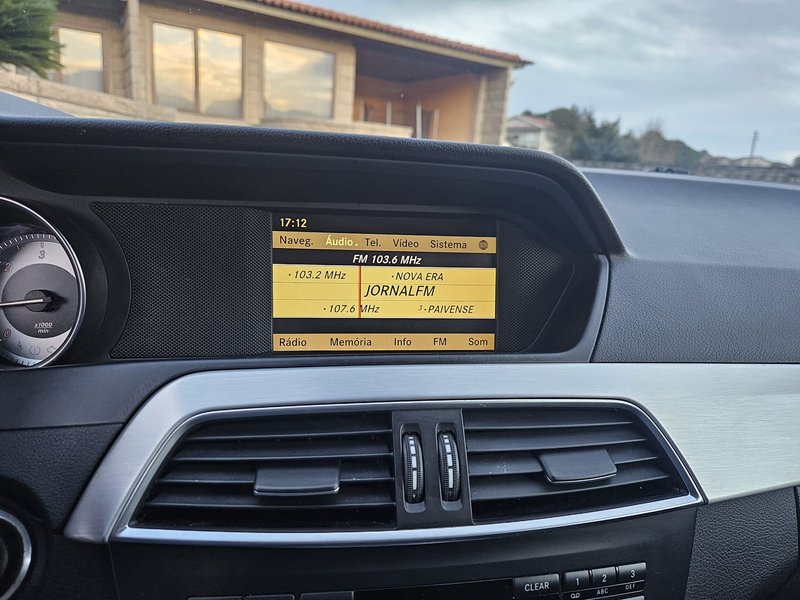 17:12
Naveg. Áudio Tel. Vídeo Sistema
FM 103.6 MHz
103.2 MHz NOVA ERA
JORNALFM
107.6 MHz 3 PAIVENSE
Rádio Memória Info FM Som
x1000
min
CLEAR 1 2 3
ABC DEF